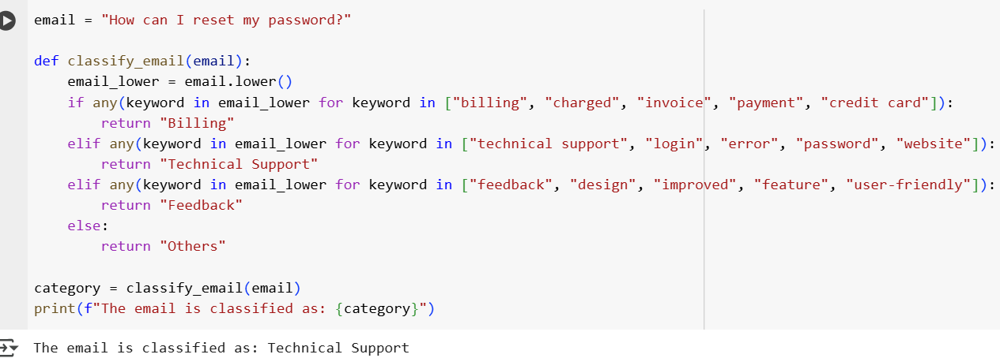 email = "How can I reset my password?"
def classify_email(email):
    email_lower = email.lower()
    if any(keyword in email_lower for keyword in ["billing", "charged", "invoice", "payment", "credit card"]):
        return "Billing"
    elif any(keyword in email_lower for keyword in ["technical support", "login", "error", "password", "website"]):
        return "Technical Support"
    elif any(keyword in email_lower for keyword in ["feedback", "design", "improved", "feature", "user-friendly"]):
        return "Feedback"
    else:
        return "Others"
category = classify_email(email)
print(f"The email is classified as: {category}")
The email is classified as: Technical Support